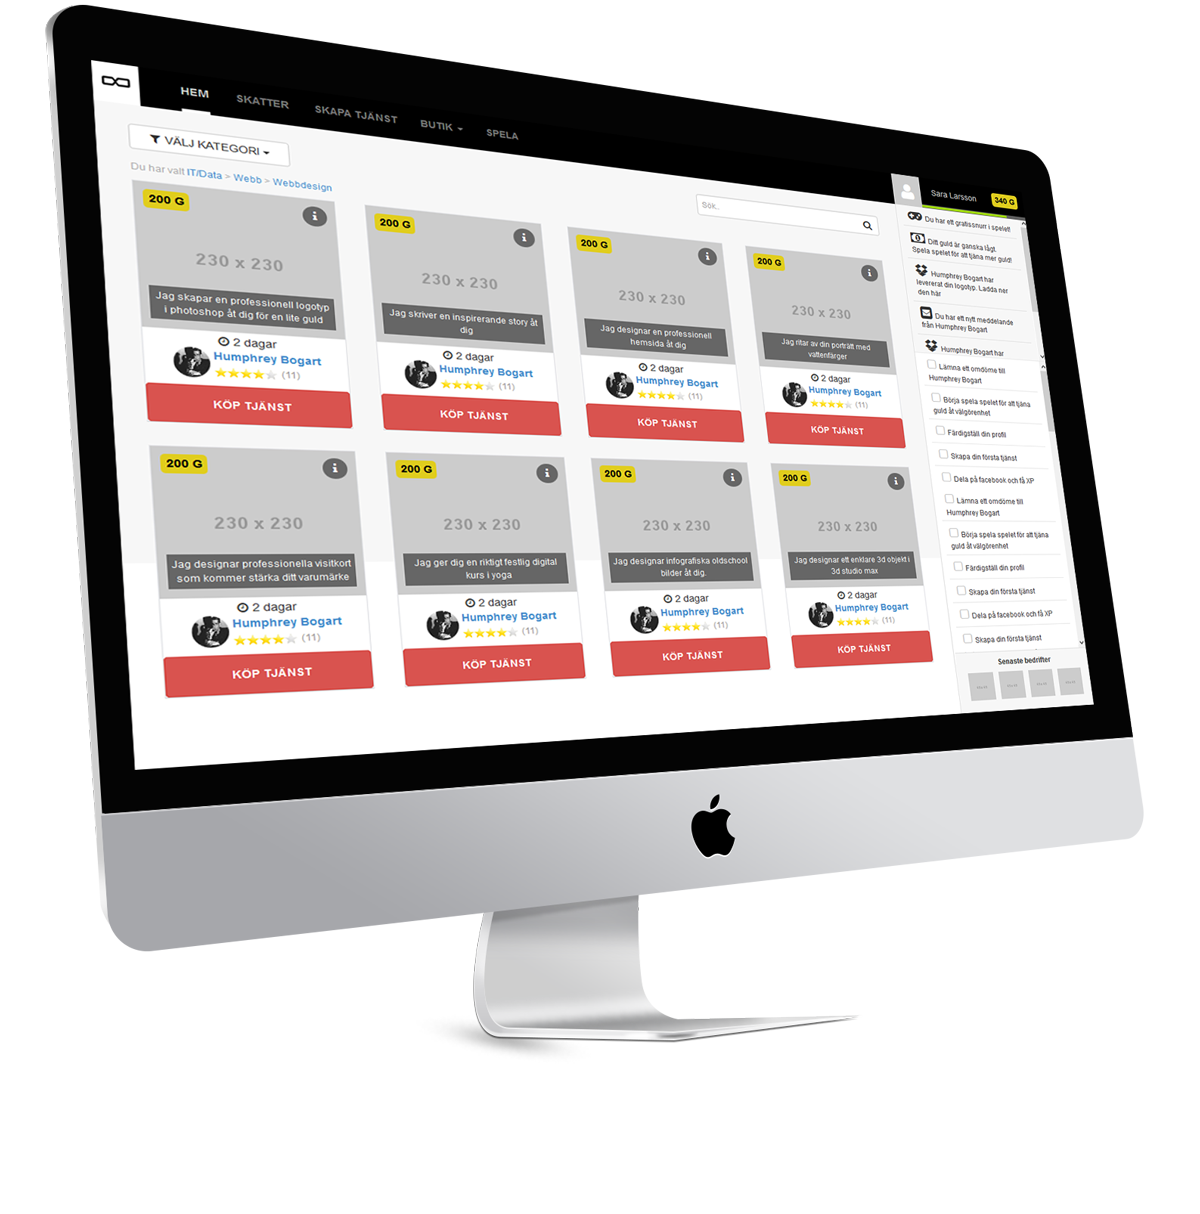 HEM
SKATTER
SKAPA TJÄNST
BUTIK
SPELA
VÄLJ KATEGORI
Du har valt IT/Data > Webb > Webbdesign
Sök..
200 G
230 x 230
Jag skapar en professionell logotyp
i photoshop åt dig för en lite guld
2 dagar
Humphrey Bogart
(11)
KÖP TJÄNST
200 G
230 x 230
Jag skriver en inspirerande story åt
dig
2 dagar
Humphrey Bogart
(11)
KÖP TJÄNST
200 G
230 x 230
Jag designar en professionell
hemsida åt dig
2 dagar
Humphrey Bogart
(11)
KÖP TJÄNST
200 G
230 x 230
Jag ritar av din porträtt med
vattenfärger
2 dagar
Humphrey Bogart
(11)
KÖP TJÄNST
200 G
230 x 230
Jag designar professionella visitkort
som kommer stärka ditt varumärke
2 dagar
Humphrey Bogart
(11)
KÖP TJÄNST
200 G
230 x 230
Jag ger dig en riktigt festlig digital
kurs i yoga
2 dagar
Humphrey Bogart
(11)
KÖP TJÄNST
200 G
230 x 230
Jag designar infografiska oldschool
bilder åt dig.
2 dagar
Humphrey Bogart
(11)
KÖP TJÄNST
200 G
230 x 230
Jag designar ett enklare 3d objekt i
3d studio max
2 dagar
Humphrey Bogart
(11)
KÖP TJÄNST
Sara Larsson
340 G
Du har ett gratissnurr i spelet!
Ditt guld är ganska lågt.
Spela spelet för att tjäna mer guld!
Humphrey Bogart har
levererat din logotyp. Ladda ner
den här
Du har ett nytt meddelande
från Humphrey Bogart
Humphrey Bogart har
Lämna ett omdöme till
Humphrey Bogart
Börja spela spelet för att tjäna
guld åt välgörenhet
Färdigställ din profil
Skapa din första tjänst
Dela på facebook och få XP
Lämna ett omdöme till
Humphrey Bogart
Börja spela spelet för att tjäna
guld åt välgörenhet
Färdigställ din profil
Skapa din första tjänst
Dela på facebook och få XP
Skapa din första tjänst
Senaste bedrifter